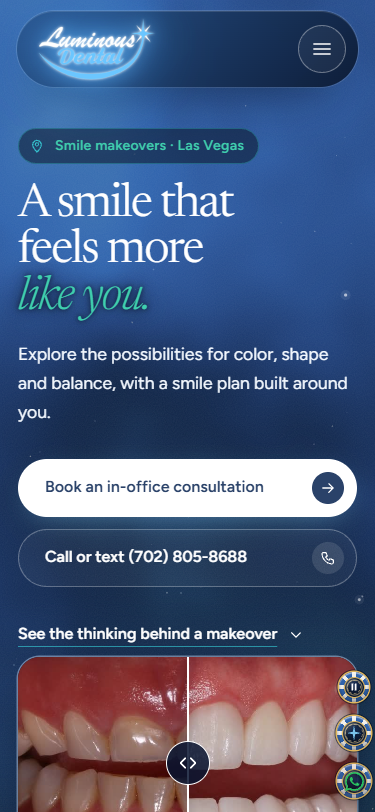 Luminous
Dental
Smile makeovers · Las Vegas
A smile that
feels more
like you.
Explore the possibilities for color, shape
and balance, with a smile plan built around
you.
Book an in-office consultation
Call or text (702) 805-8688
See the thinking behind a makeover